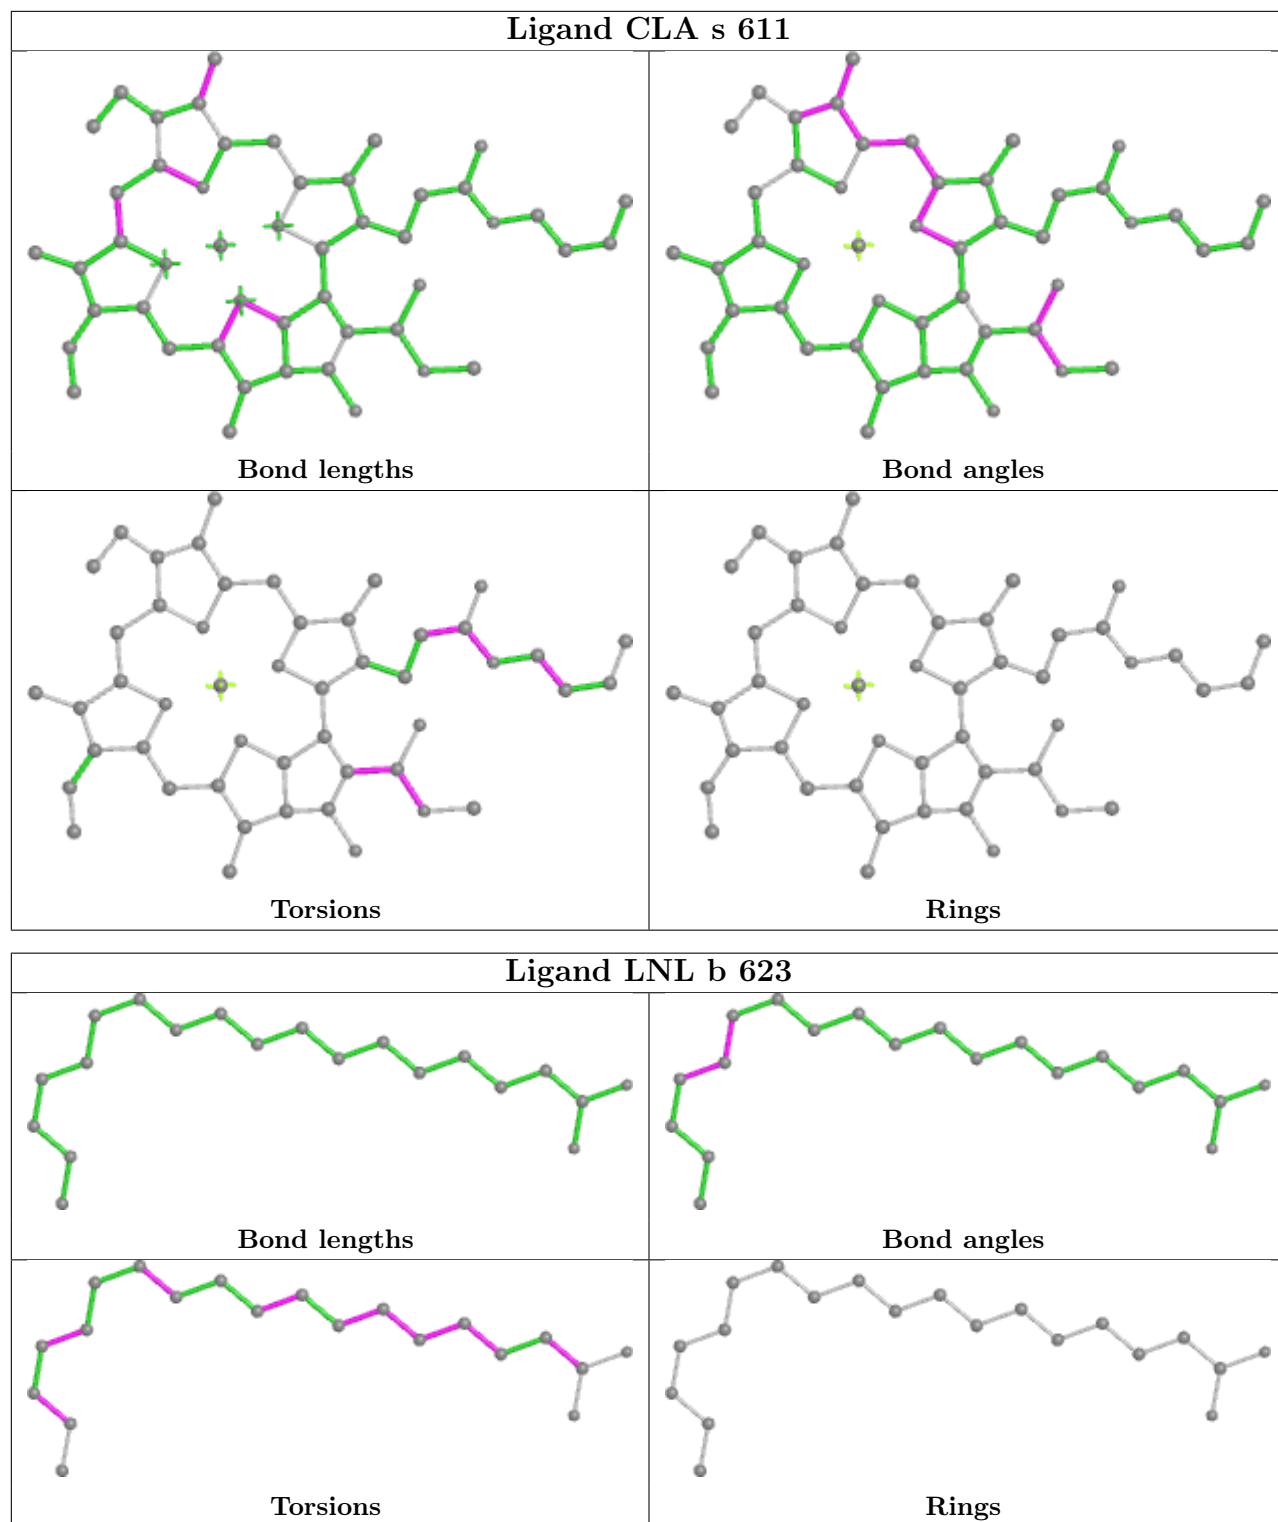 Ligand CLA s 611
Bond lengths
Bond angles
Torsions
Rings
Ligand LNL b 623
Bond lengths
Bond angles
Torsions
Rings